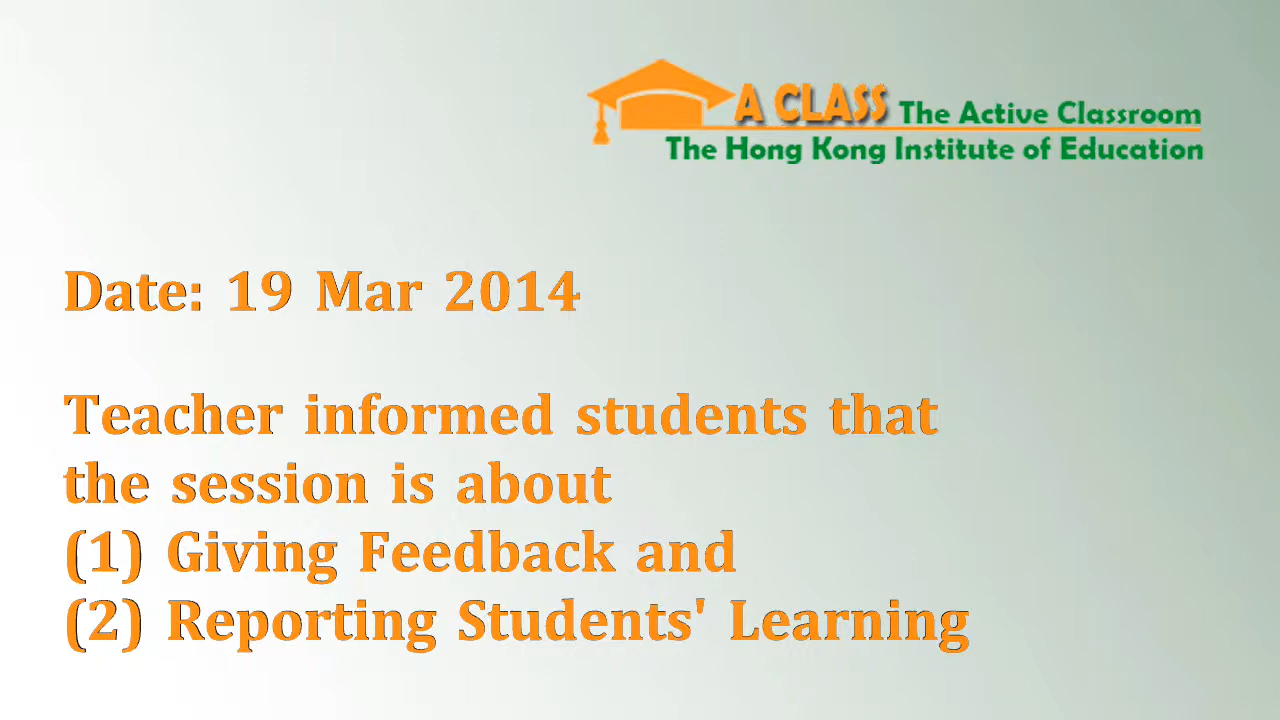 A CLASS The Active Classroom
The Hong Kong Institute of Education
Date: 19 Mar 2014
Teacher informed students that
the session is about
(1) Giving Feedback and
(2) Reporting Students' Learning